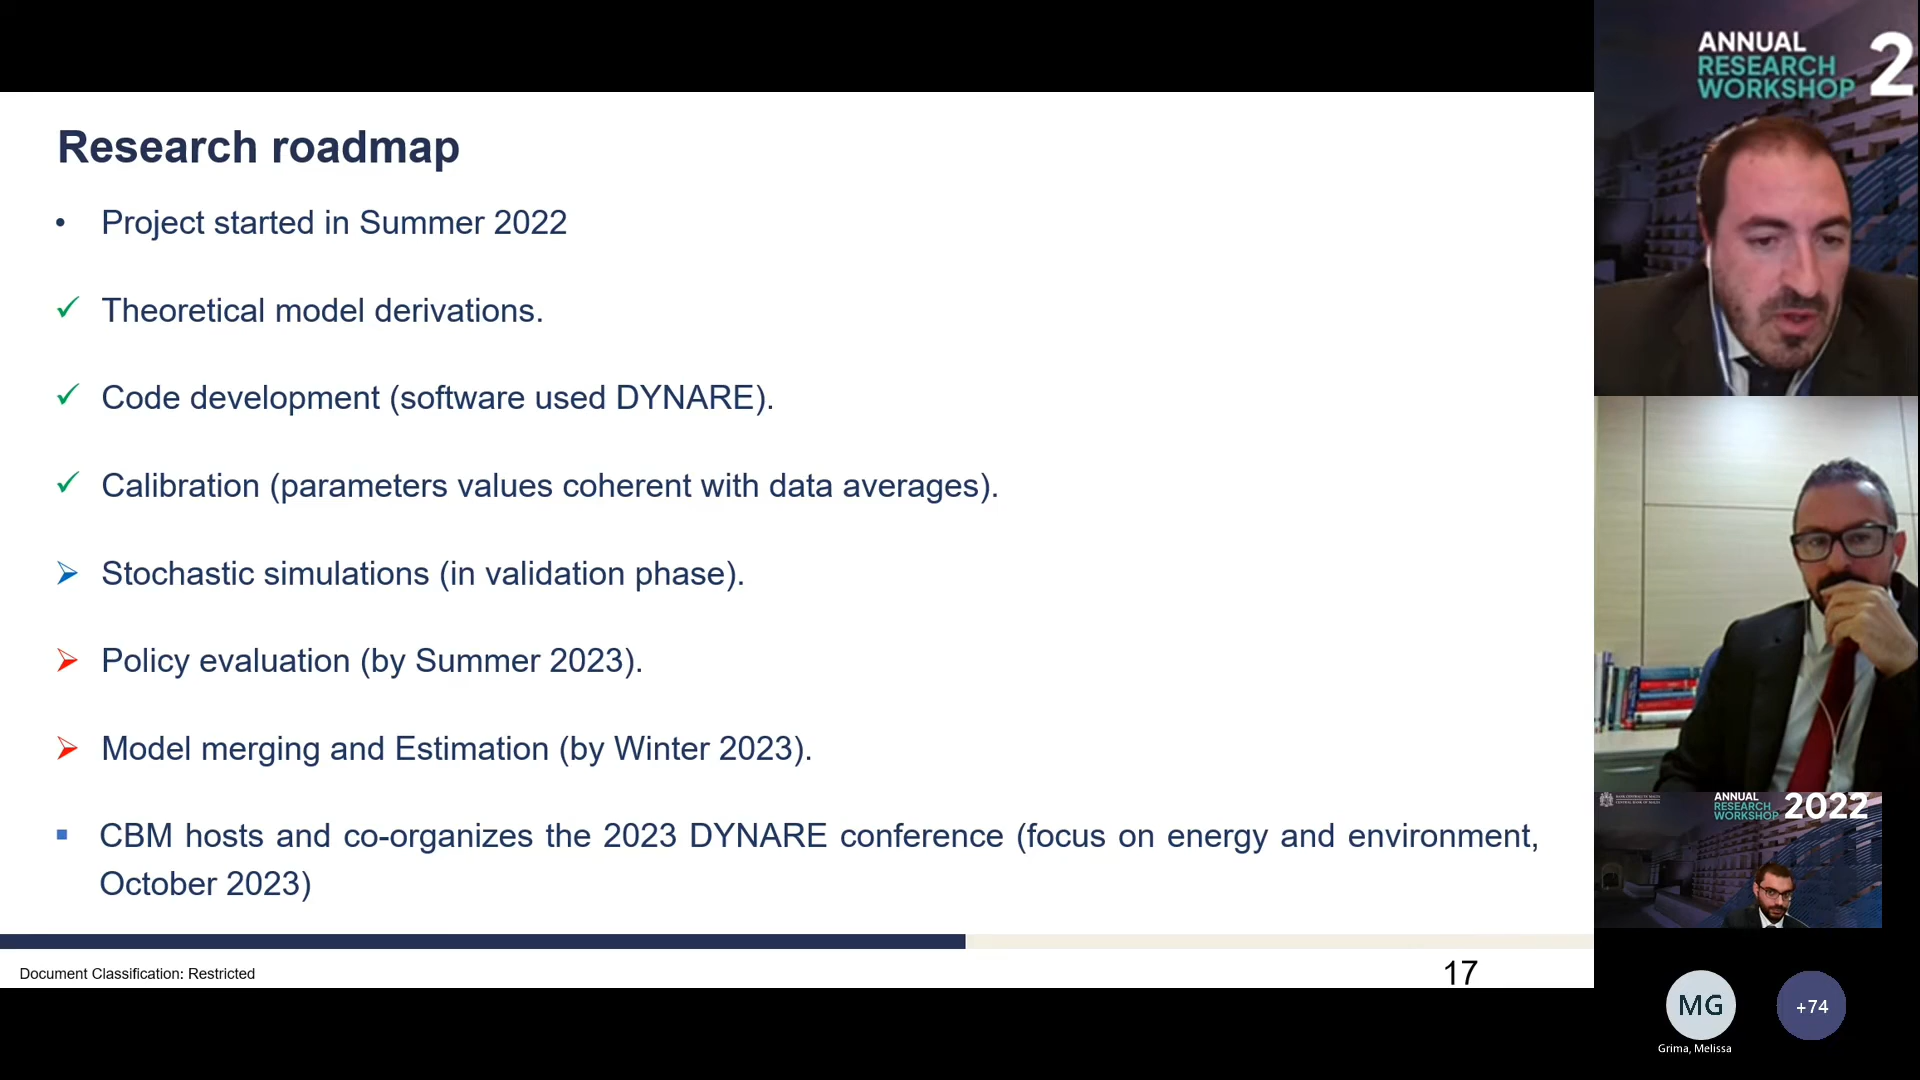 Research roadmap
• Project started in Summer 2022
✓ Theoretical model derivations.
✓ Code development (software used DYNARE).
✓ Calibration (parameters values coherent with data averages).
➢ Stochastic simulations (in validation phase).
➢ Policy evaluation (by Summer 2023).
➢ Model merging and Estimation (by Winter 2023).
▪ CBM hosts and co-organizes the 2023 DYNARE conference (focus on energy and environment,
October 2023)
Document Classification: Restricted
17
ANNUAL
RESEARCH
WORKSHOP 2
ANNUAL
RESEARCH
WORKSHOP 2022
MG
+74
Grima, Melissa